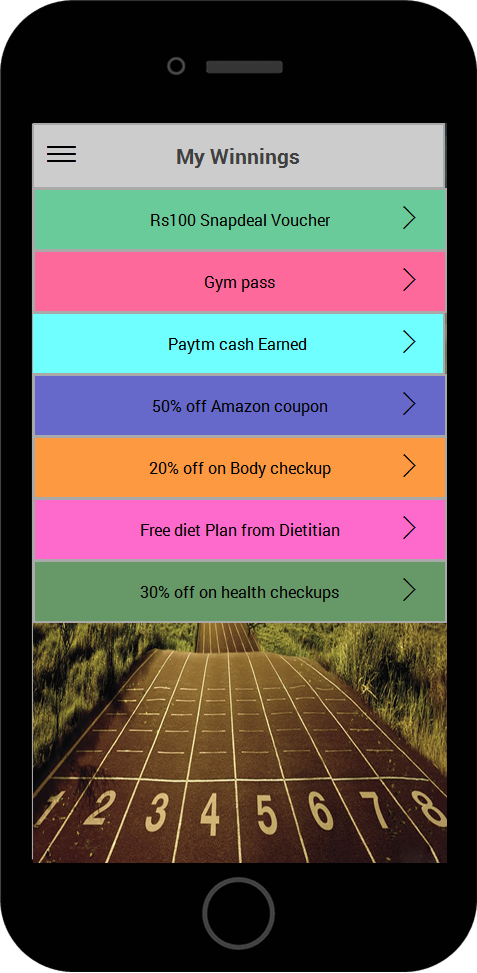 My Winnings
Rs100 Snapdeal Voucher
Gym pass
Paytm cash Earned
50% off Amazon coupon
20% off on Body checkup
Free diet Plan from Dietitian
30% off on health checkups
1 2 3 4 5 6 7 8